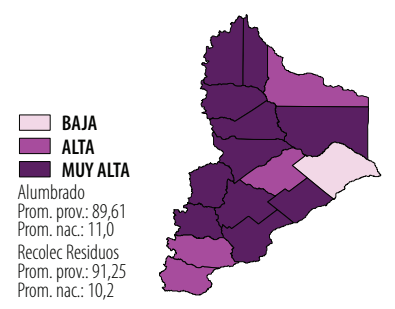 BAJA
ALTA
MUY ALTA
Alumbrado
Prom. prov.: 89,61
Prom. nac.: 11,0
Recolec Residuos
Prom. prov.: 91,25
Prom. nac.: 10,2